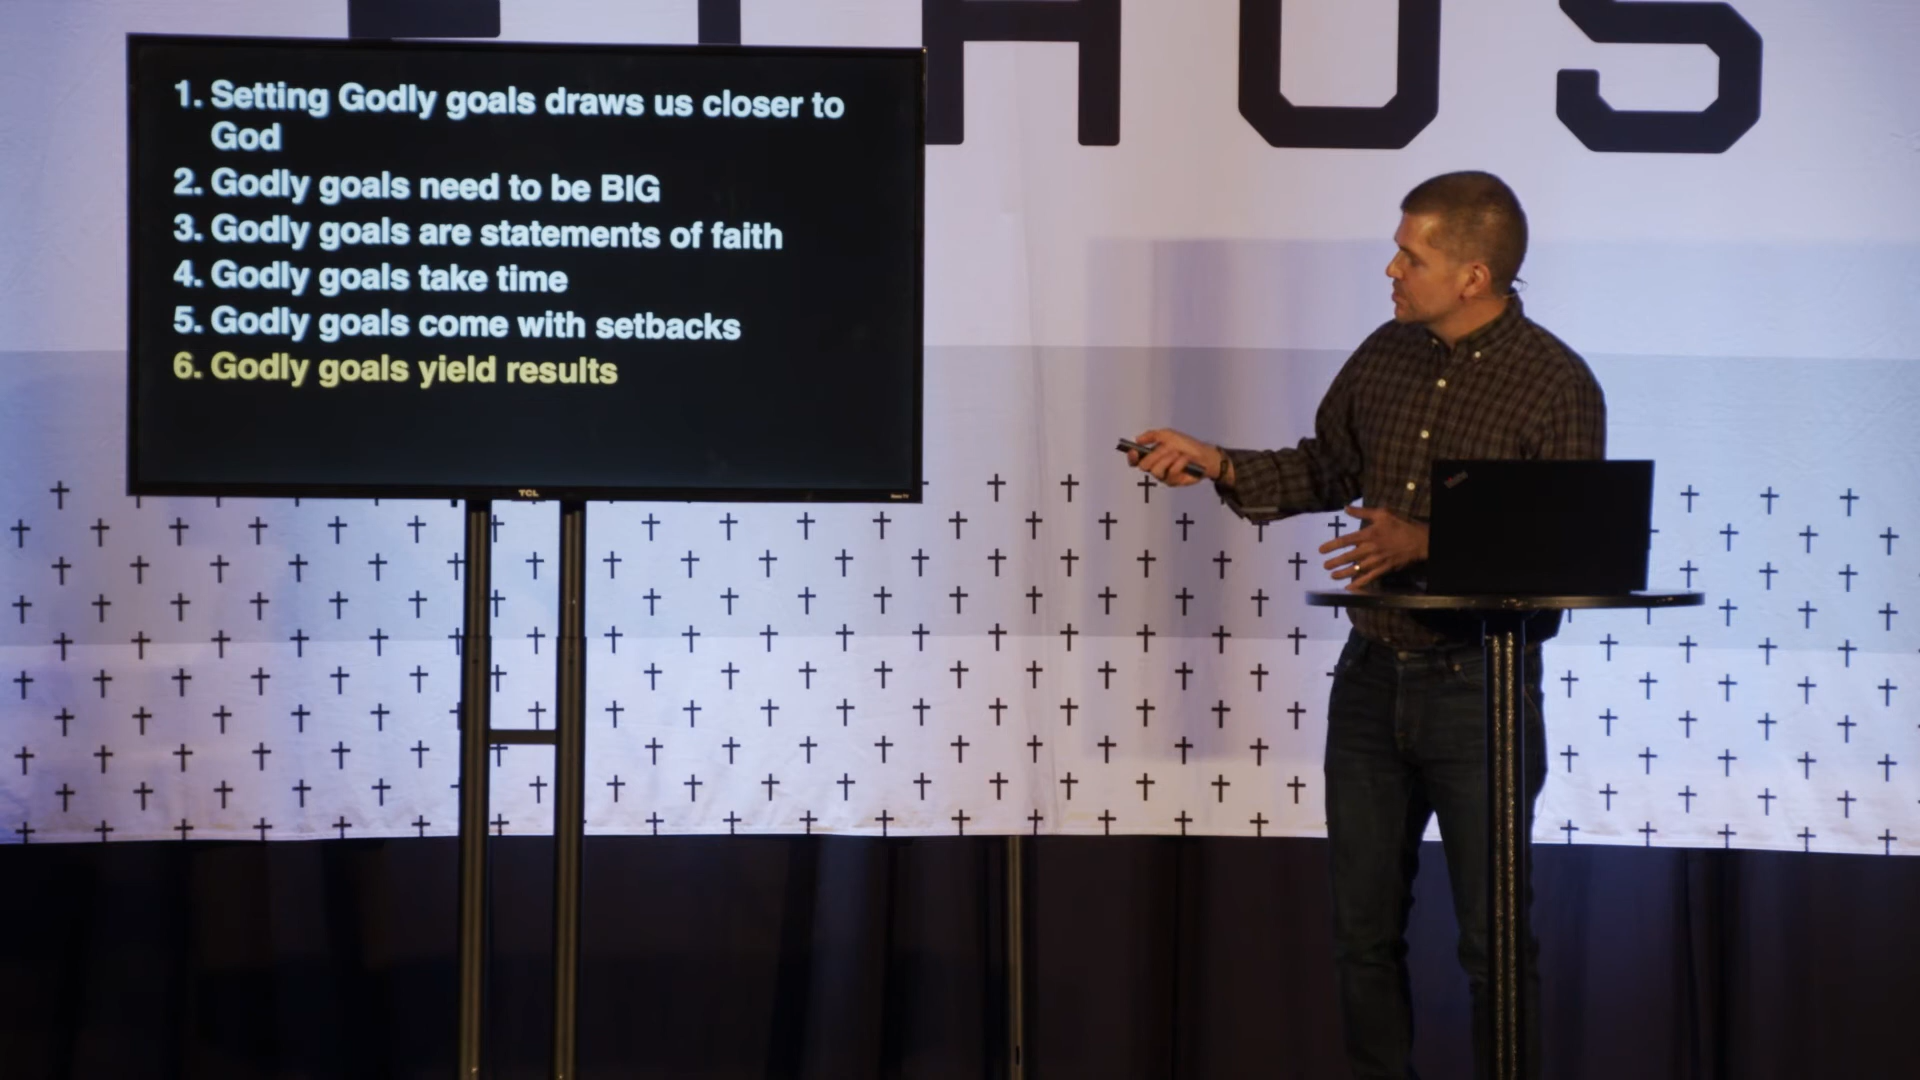 ETHOS
1. Setting Godly goals draws us closer to
God
2. Godly goals need to be BIG
3. Godly goals are statements of faith
4. Godly goals take time
5. Godly goals come with setbacks
6. Godly goals yield results
TCL